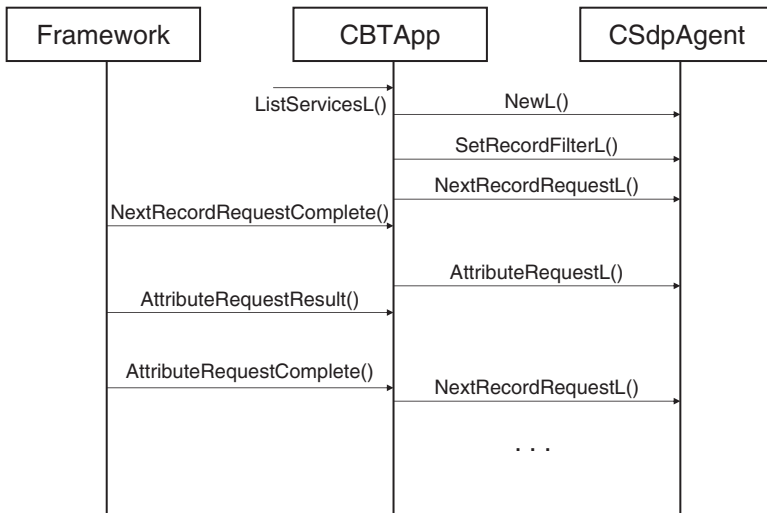 Framework
CBTApp
CSdpAgent
ListServicesL()
NewL()
SetRecordFilterL()
NextRecordRequestL()
NextRecordRequestComplete()
AttributeRequestL()
AttributeRequestResult()
AttributeRequestComplete()
NextRecordRequestL()
. . .